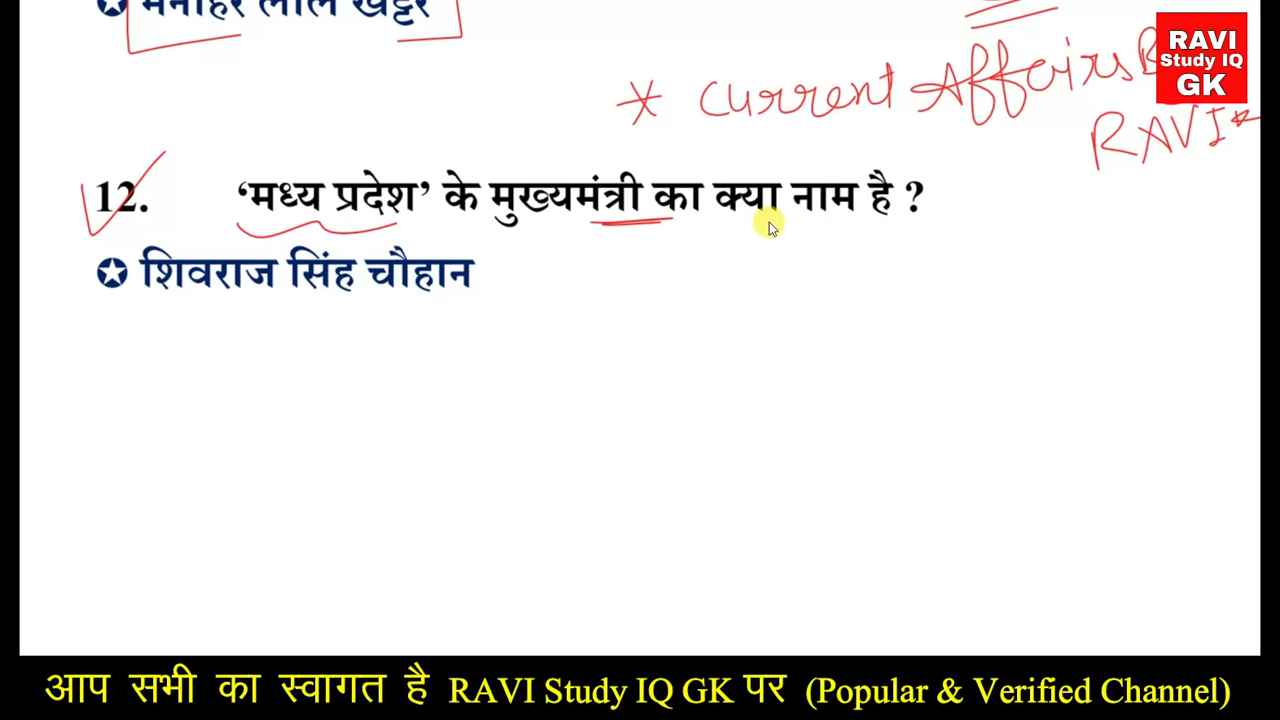 ✪ मनोहर लाल खट्टर
RAVI
Study IQ
GK
* Current Affairs
RAVI *
12. ‘मध्य प्रदेश’ के मुख्यमंत्री का क्या नाम है ?
✪ शिवराज सिंह चौहान
आप सभी का स्वागत है RAVI Study IQ GK पर (Popular & Verified Channel)